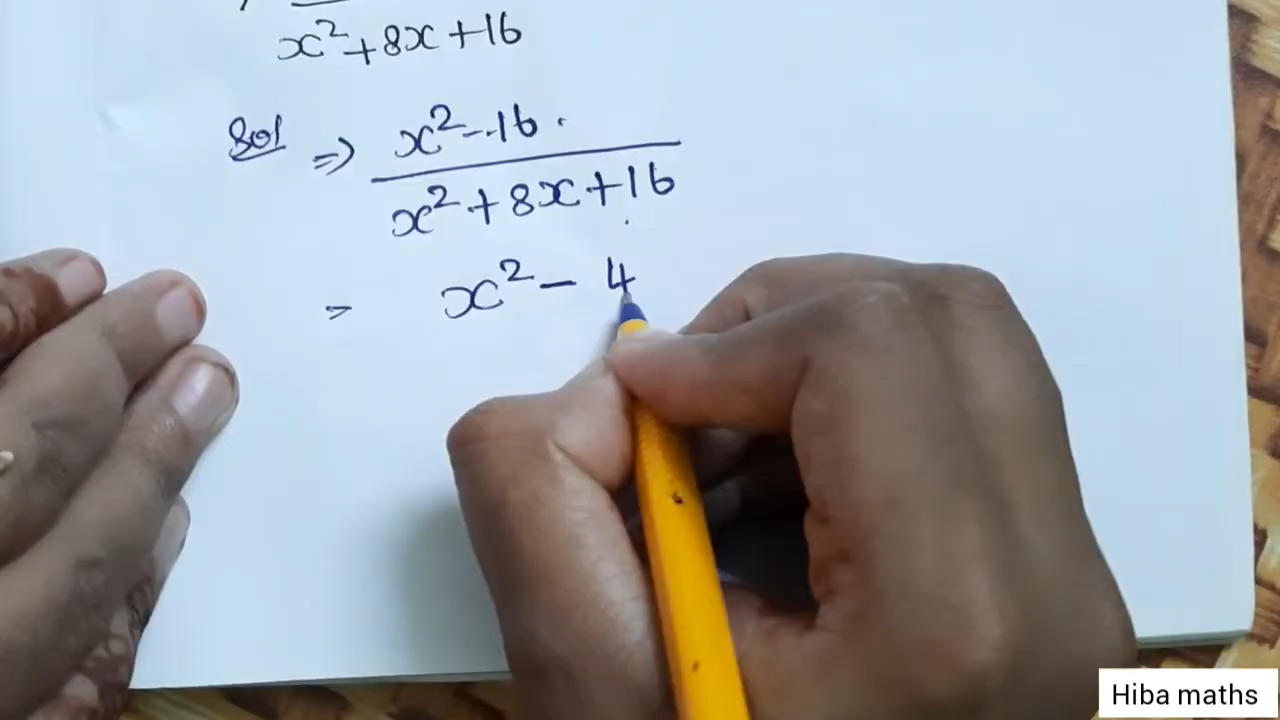 x² + 8x + 16
Sol ⇒ x² - 16
x² + 8x + 16
= x² - 4
Hiba maths